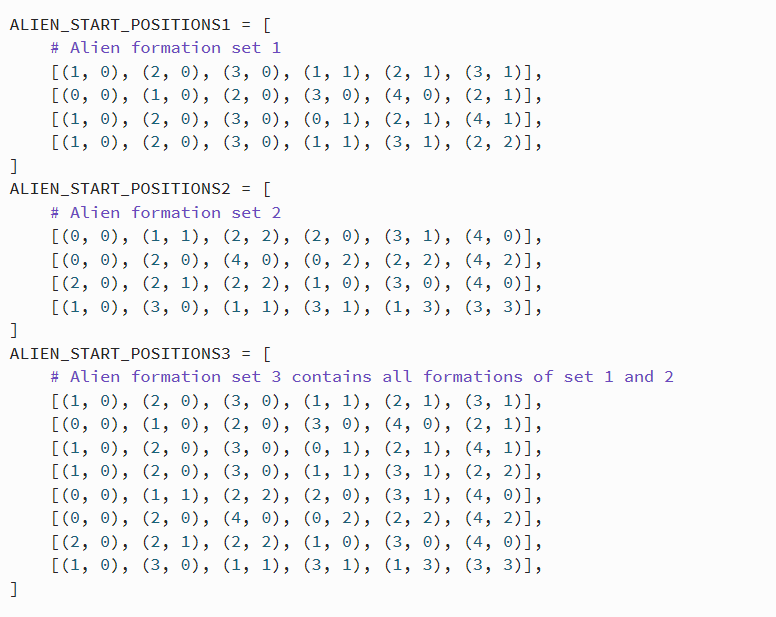 ALIEN_START_POSITIONS1 = [
    # Alien formation set 1
    [(1, 0), (2, 0), (3, 0), (1, 1), (2, 1), (3, 1)],
    [(0, 0), (1, 0), (2, 0), (3, 0), (4, 0), (2, 1)],
    [(1, 0), (2, 0), (3, 0), (0, 1), (2, 1), (4, 1)],
    [(1, 0), (2, 0), (3, 0), (1, 1), (3, 1), (2, 2)],
]
ALIEN_START_POSITIONS2 = [
    # Alien formation set 2
    [(0, 0), (1, 1), (2, 2), (2, 0), (3, 1), (4, 0)],
    [(0, 0), (2, 0), (4, 0), (0, 2), (2, 2), (4, 2)],
    [(2, 0), (2, 1), (2, 2), (1, 0), (3, 0), (4, 0)],
    [(1, 0), (3, 0), (1, 1), (3, 1), (1, 3), (3, 3)],
]
ALIEN_START_POSITIONS3 = [
    # Alien formation set 3 contains all formations of set 1 and 2
    [(1, 0), (2, 0), (3, 0), (1, 1), (2, 1), (3, 1)],
    [(0, 0), (1, 0), (2, 0), (3, 0), (4, 0), (2, 1)],
    [(1, 0), (2, 0), (3, 0), (0, 1), (2, 1), (4, 1)],
    [(1, 0), (2, 0), (3, 0), (1, 1), (3, 1), (2, 2)],
    [(0, 0), (1, 1), (2, 2), (2, 0), (3, 1), (4, 0)],
    [(0, 0), (2, 0), (4, 0), (0, 2), (2, 2), (4, 2)],
    [(2, 0), (2, 1), (2, 2), (1, 0), (3, 0), (4, 0)],
    [(1, 0), (3, 0), (1, 1), (3, 1), (1, 3), (3, 3)],
]